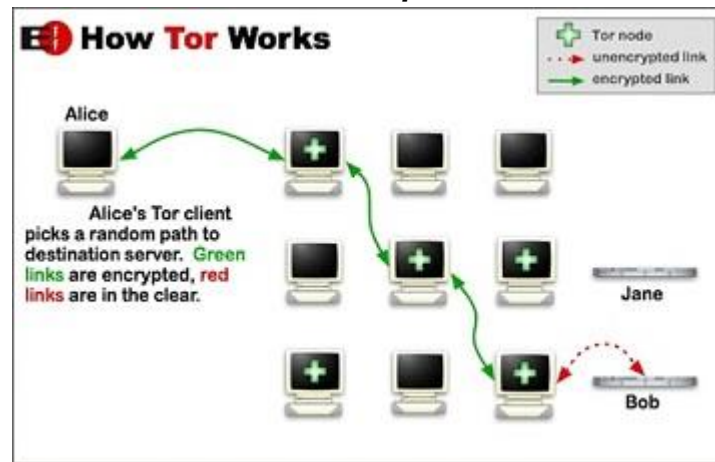 How Tor Works
Tor node
unencrypted link
encrypted link
Alice
Alice's Tor client
picks a random path to
destination server. Green
links are encrypted, red
links are in the clear.
Jane
Bob